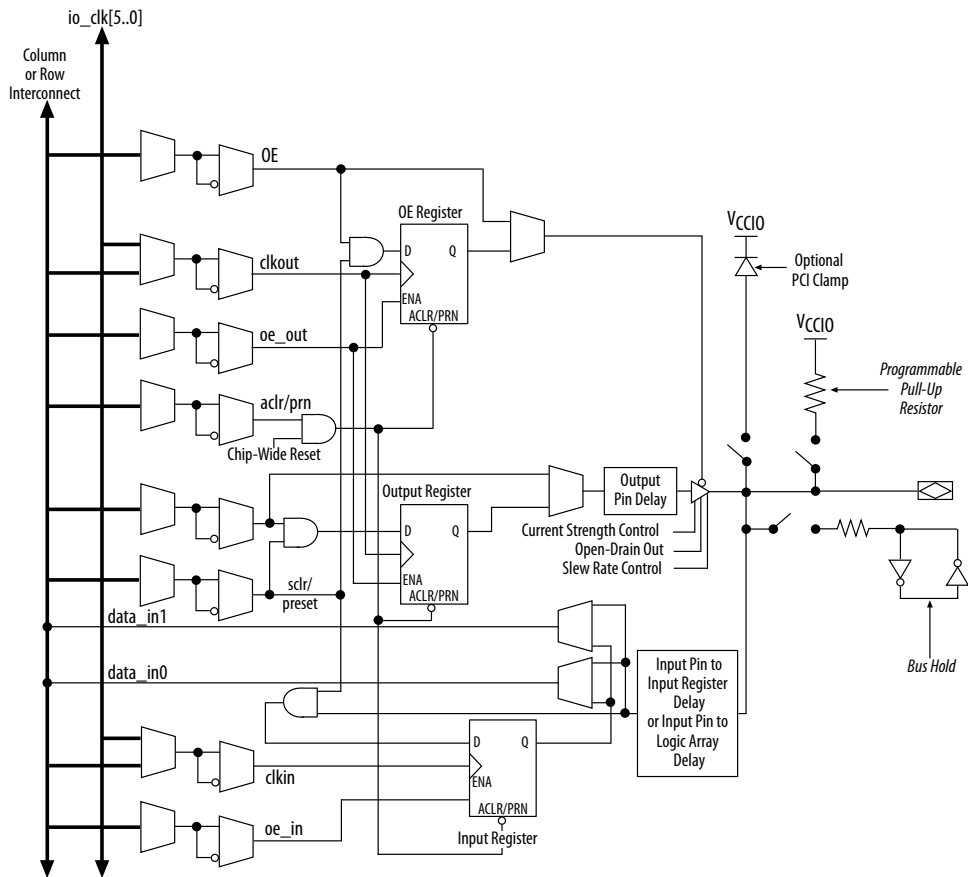 io_clk[5..0]
Column
or Row
Interconnect
OE
OE Register
D
Q
ENA
ACLR/PRN
clkout
oe_out
aclr/prn
Chip-Wide Reset
VCCIO
Optional
PCI Clamp
VCCIO
Programmable
Pull-Up
Resistor
Output Register
D
Q
ENA
ACLR/PRN
Output
Pin Delay
Current Strength Control
Open-Drain Out
Slew Rate Control
sclr/
preset
data_in1
data_in0
Bus Hold
Input Pin to
Input Register
Delay
or Input Pin to
Logic Array
Delay
D
Q
ENA
ACLR/PRN
Input Register
clkin
oe_in